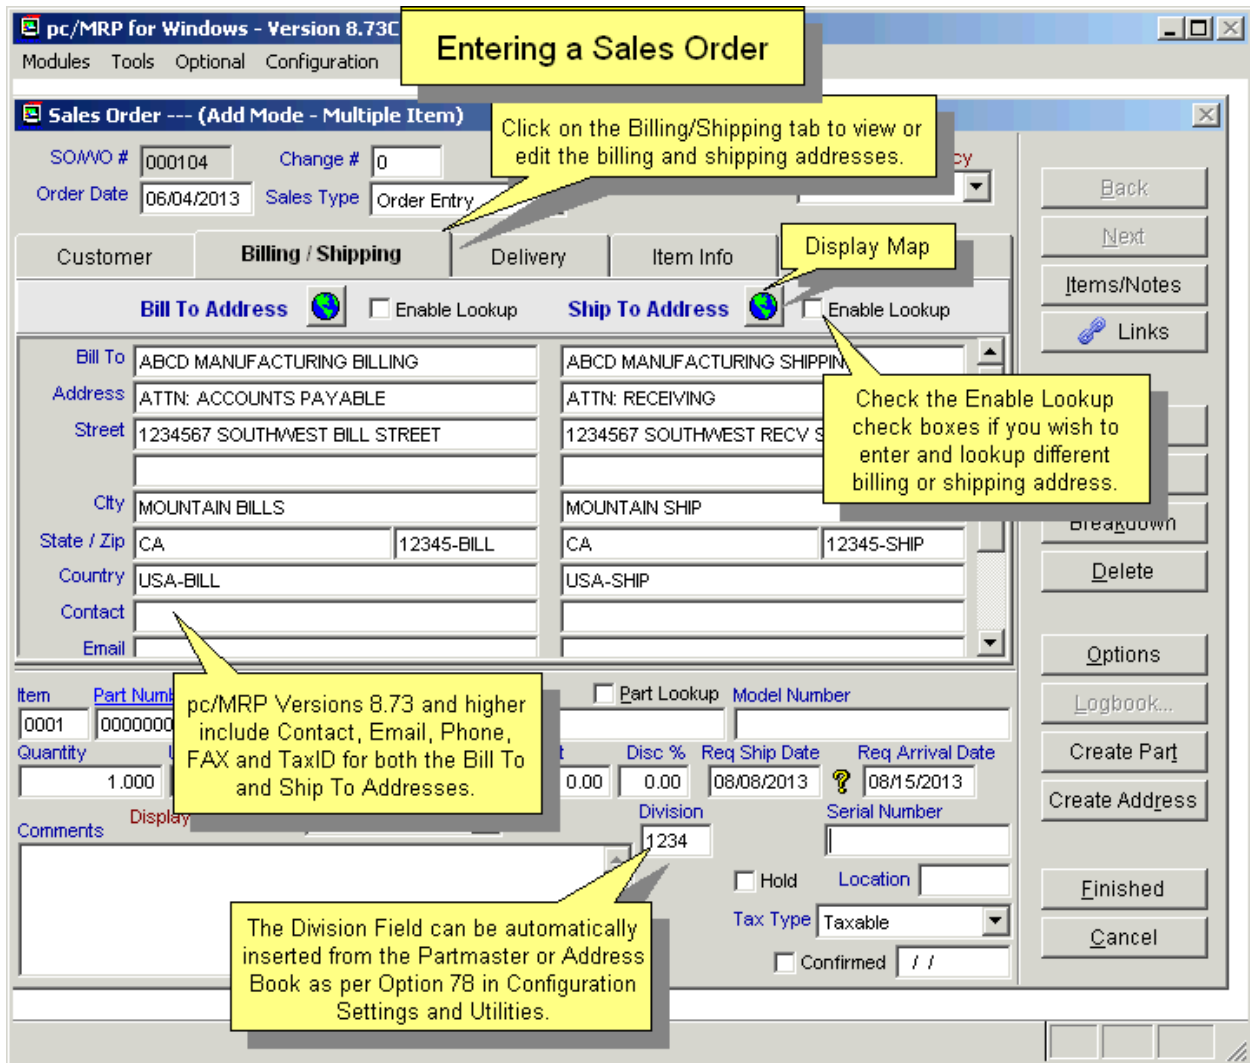 pc/MRP for Windows - Version 8.73C
Entering a Sales Order
Modules Tools Optional Configuration
Sales Order --- (Add Mode - Multiple Item)
Click on the Billing/Shipping tab to view or
edit the billing and shipping addresses.
SO/WO # 000104 Change # 0
Order Date 06/04/2013 Sales Type Order Entry
Back
Next
Items/Notes
Links
Customer Billing / Shipping Delivery Item Info
Display Map
Bill To Address Enable Lookup Ship To Address Enable Lookup
Bill To ABCD MANUFACTURING BILLING ABCD MANUFACTURING SHIPPING
Address ATTN: ACCOUNTS PAYABLE ATTN: RECEIVING
Street 1234567 SOUTHWEST BILL STREET 1234567 SOUTHWEST RECV S
City MOUNTAIN BILLS MOUNTAIN SHIP
State / Zip CA 12345-BILL CA 12345-SHIP
Country USA-BILL USA-SHIP
Contact
Email
Check the Enable Lookup
check boxes if you wish to
enter and lookup different
billing or shipping address.
Breakdown
Delete
Options
Logbook...
Create Part
Create Address
Finished
Cancel
pc/MRP Versions 8.73 and higher
include Contact, Email, Phone,
FAX and TaxID for both the Bill To
and Ship To Addresses.
Item Part Numb Part Lookup Model Number
0001 0000000
Quantity Disc % Req Ship Date Req Arrival Date
1.000 0.00 0.00 08/08/2013 ? 08/15/2013
Display Division Serial Number
Comments 1234
Hold Location
Tax Type Taxable
Confirmed / /
The Division Field can be automatically
inserted from the Partmaster or Address
Book as per Option 78 in Configuration
Settings and Utilities.